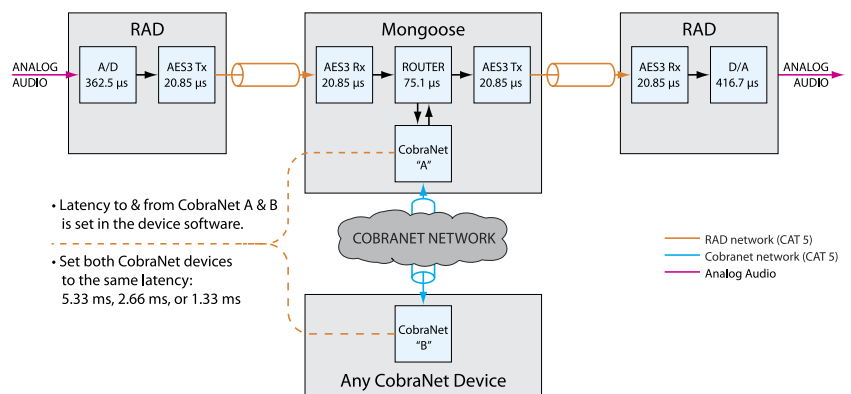 RAD
Mongoose
RAD
ANALOG
AUDIO
A/D
362.5 µs
AES3 Tx
20.85 µs
AES3 Rx
20.85 µs
ROUTER
75.1 µs
AES3 Tx
20.85 µs
AES3 Rx
20.85 µs
D/A
416.7 µs
ANALOG
AUDIO
CobraNet
"A"
• Latency to & from CobraNet A & B
is set in the device software.
• Set both CobraNet devices
to the same latency:
5.33 ms, 2.66 ms, or 1.33 ms
COBRANET NETWORK
RAD network (CAT 5)
Cobranet network (CAT 5)
Analog Audio
CobraNet
"B"
Any CobraNet Device